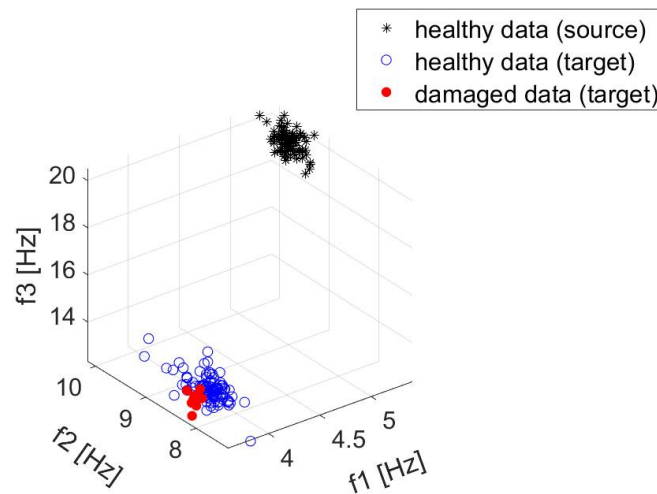 healthy data (source)
healthy data (target)
damaged data (target)
20
18
16
14
f3 [Hz]
10
9
8
f2 [Hz]
4
4.5
5
f1 [Hz]